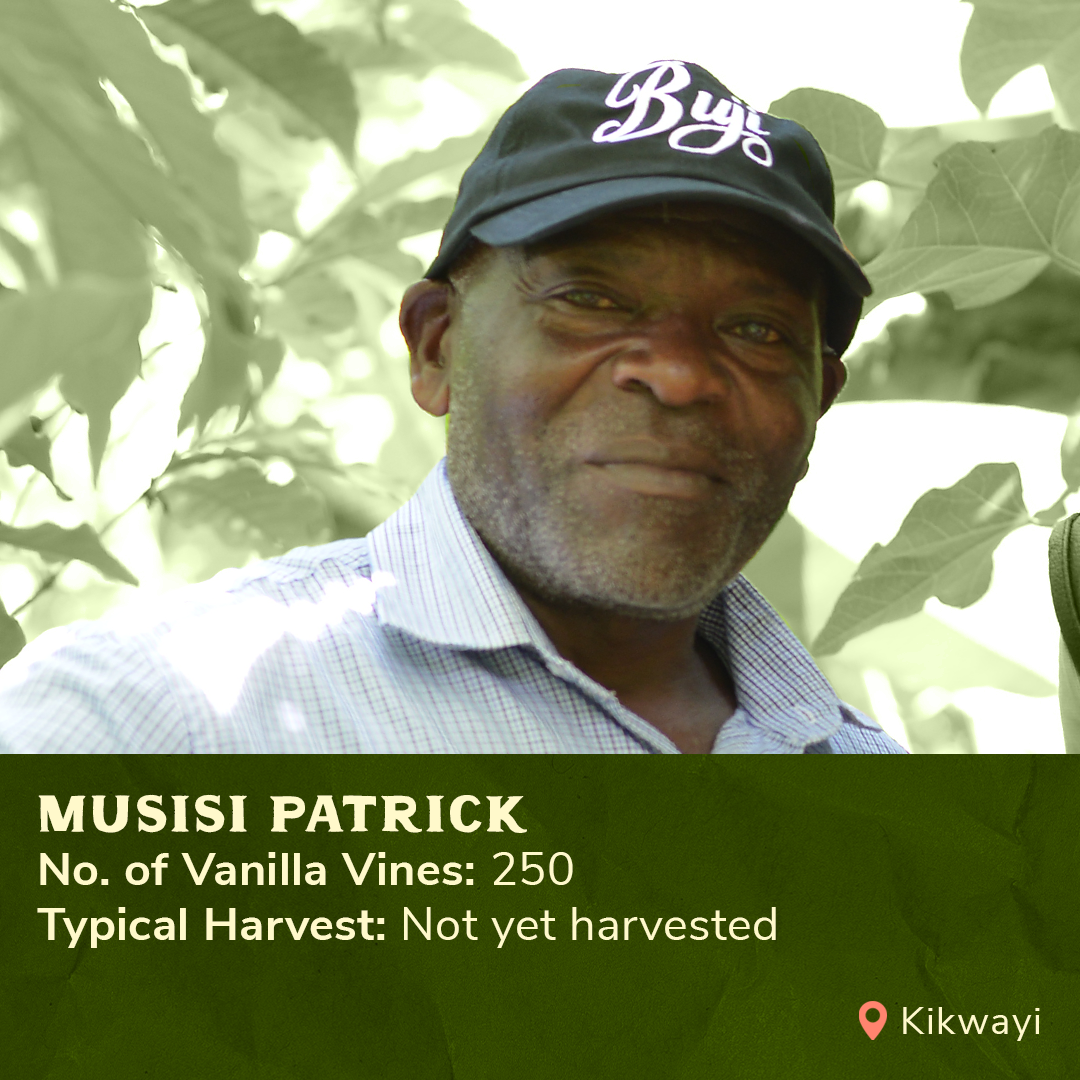 Buji
MUSISI PATRICK
No. of Vanilla Vines: 250
Typical Harvest: Not yet harvested
Kikwayi